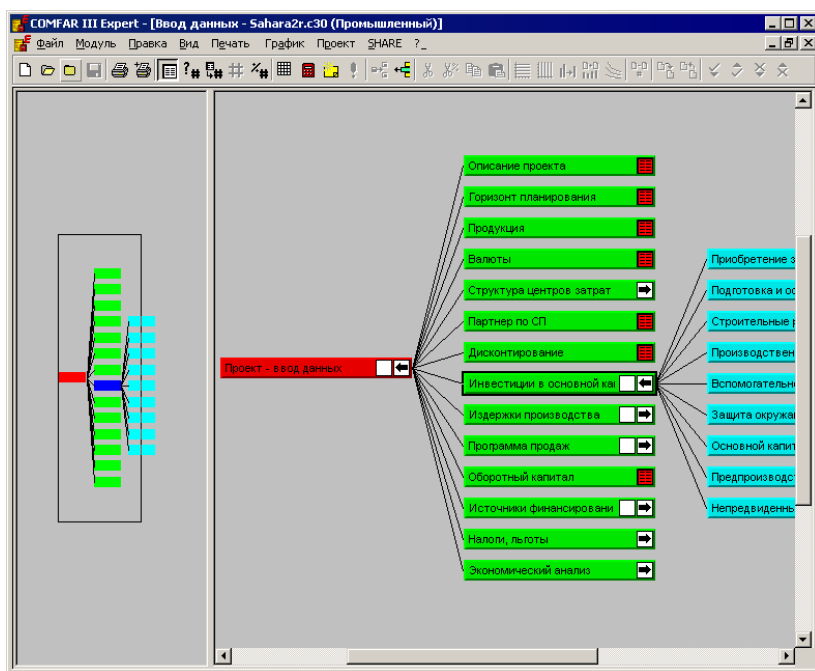 COMFAR III Expert - [Ввод данных - Sahara2r.c30 (Промышленный)]
Файл Модуль Правка Вид Печать График Проект SHARE ?_
Описание проекта
Горизонт планирования
Продукция
Валюты
Структура центров затрат
Партнер по СП
Дисконтирование
Проект - ввод данных
Инвестиции в основной ка
Издержки производства
Программа продаж
Оборотный капитал
Источники финансировани
Налоги, льготы
Экономический анализ
Приобретение з
Подготовка и ос
Строительные р
Производствен
Вспомогательн
Защита окружа
Основной капит
Предпроизводст
Непредвиденны